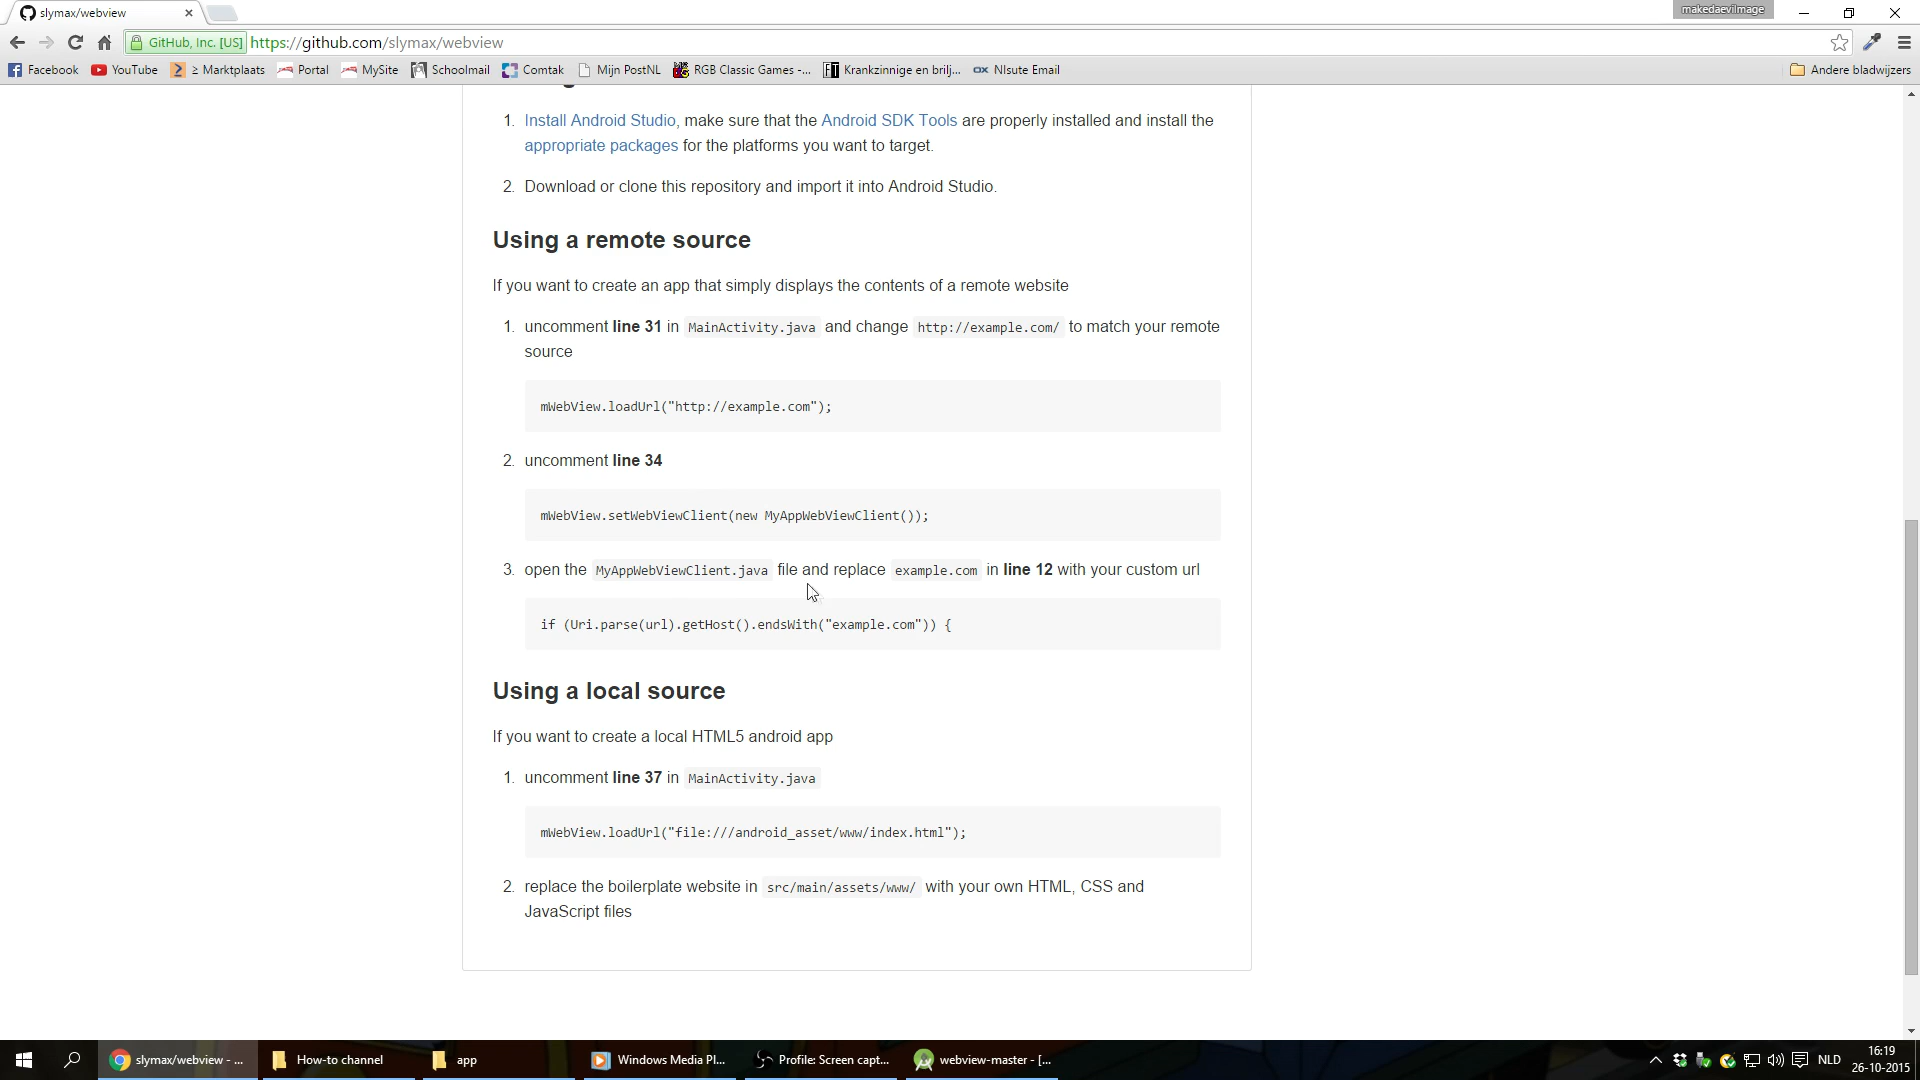 slymax/webview
makedaevilmage
GitHub, Inc. [US] https://github.com/slymax/webview
Facebook YouTube ≥ Marktplaats Portal MySite Schoolmail Comtak Mijn PostNL RGB Classic Games -... Krankzinnige en brilj... NIsute Email Andere bladwijzers
1. Install Android Studio, make sure that the Android SDK Tools are properly installed and install the
appropriate packages for the platforms you want to target.
2. Download or clone this repository and import it into Android Studio.
Using a remote source
If you want to create an app that simply displays the contents of a remote website
1. uncomment line 31 in MainActivity.java and change http://example.com/ to match your remote
source
mWebView.loadUrl("http://example.com");
2. uncomment line 34
mWebView.setWebViewClient(new MyAppWebViewClient());
3. open the MyAppWebViewClient.java file and replace example.com in line 12 with your custom url
if (Uri.parse(url).getHost().endsWith("example.com")) {
Using a local source
If you want to create a local HTML5 android app
1. uncomment line 37 in MainActivity.java
mWebView.loadUrl("file:///android_asset/www/index.html");
2. replace the boilerplate website in src/main/assets/www/ with your own HTML, CSS and
JavaScript files
slymax/webview - ... How-to channel app Windows Media Pl... Profile: Screen capt... webview-master - [... NLD 16:19
26-10-2015